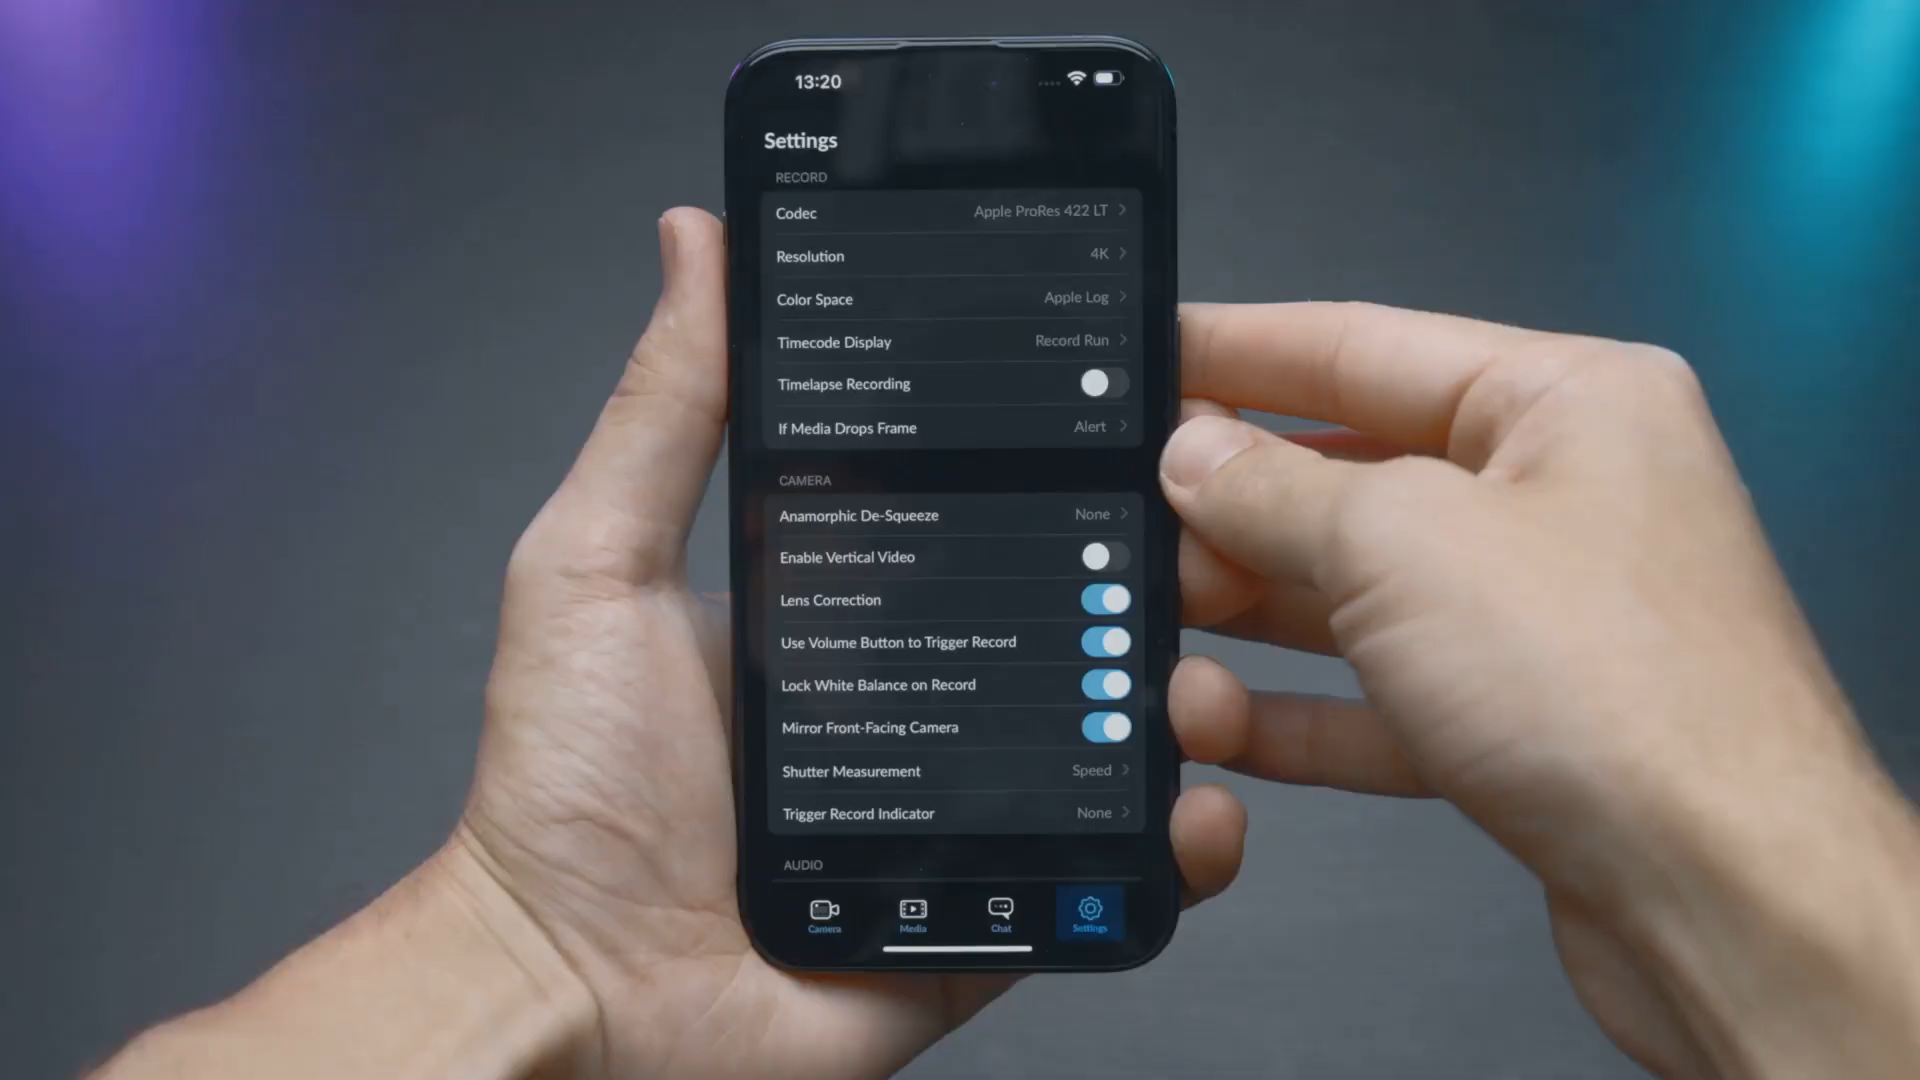 13:20
Settings
RECORD
Codec Apple ProRes 422 LT
Resolution 4K
Color Space Apple Log
Timecode Display Record Run
Timelapse Recording
If Media Drops Frame Alert
CAMERA
Anamorphic De-Squeeze None
Enable Vertical Video
Lens Correction
Use Volume Button to Trigger Record
Lock White Balance on Record
Mirror Front-Facing Camera
Shutter Measurement Speed
Trigger Record Indicator None
AUDIO
Camera Media Chat Settings